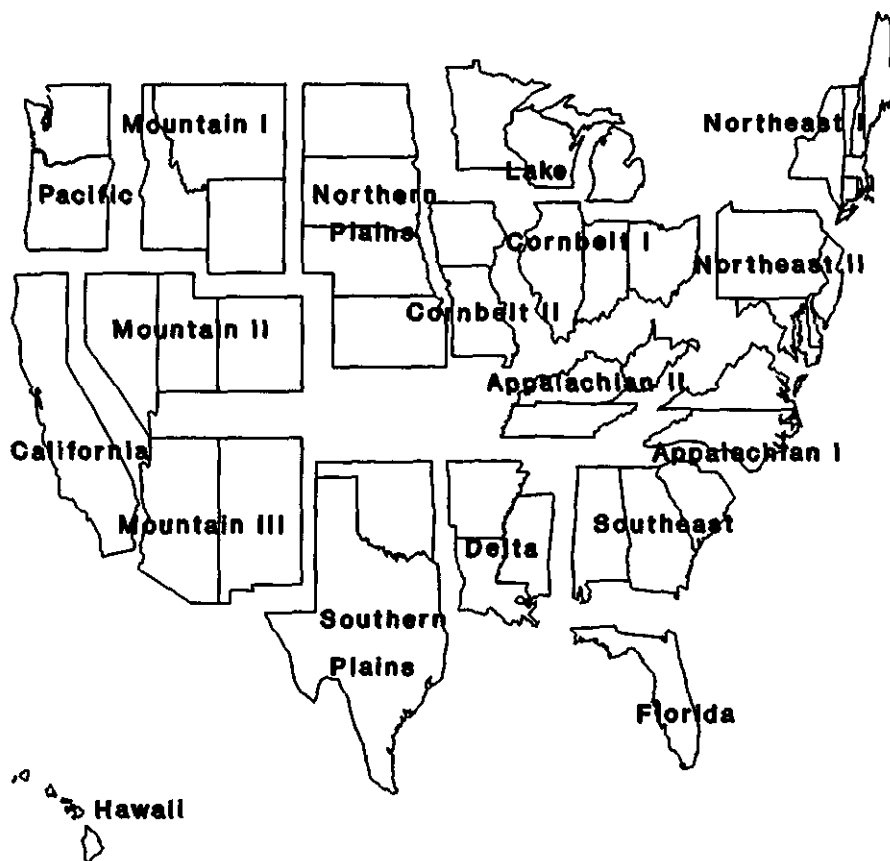 Mountain I
Northeast I
Lake
Pacific
Northern
Plains
Cornbelt I
Northeast II
Cornbelt II
Mountain II
Appalachian II
California
Appalachian I
Mountain III
Southeast
Delta
Southern
Plains
Florida
Hawaii